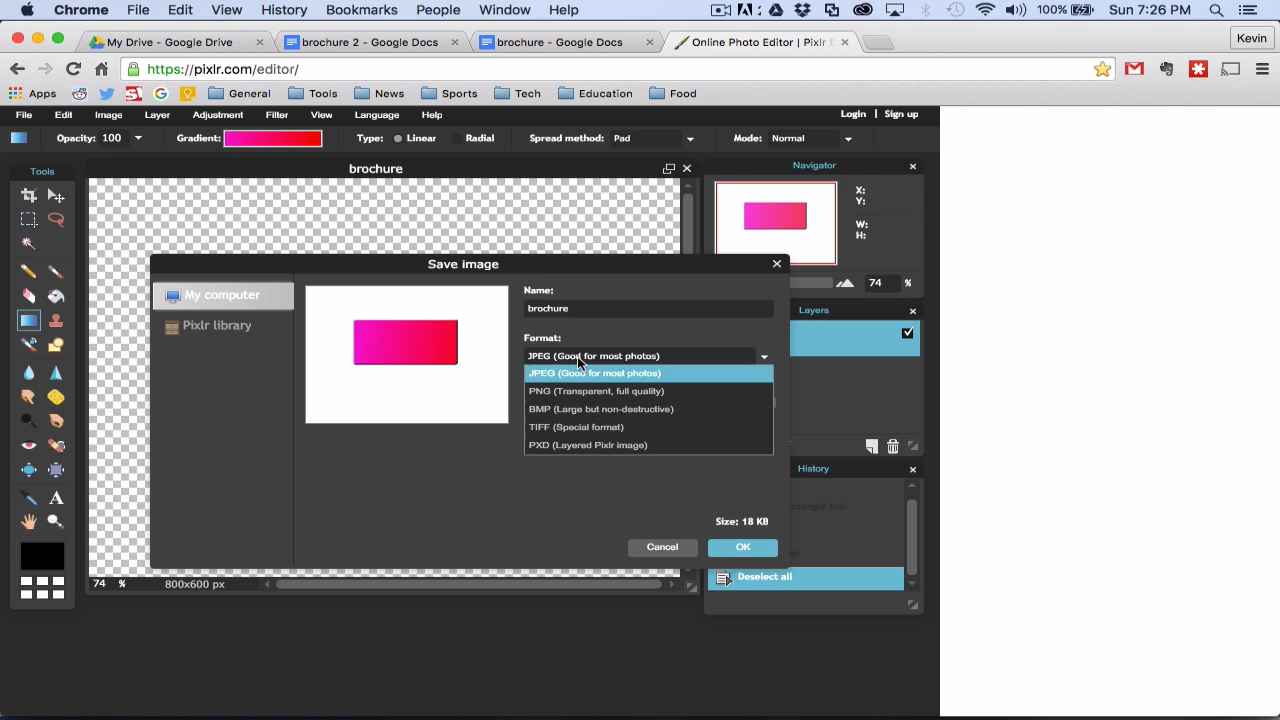 Chrome File Edit View History Bookmarks People Window Help 100% Sun 7:26 PM
My Drive - Google Drive brochure 2 - Google Docs brochure - Google Docs Online Photo Editor | Pixlr E Kevin
https://pixlr.com/editor/
Apps General Tools News Sports Tech Education Food
File Edit Image Layer Adjustment Filter View Language Help Login Sign up
Opacity: 100 Gradient: Type: Linear Radial Spread method: Pad Mode: Normal
Tools
brochure
Navigator
X:
Y:
W:
H:
74 %
Save image
My computer
Pixlr library
Name:
brochure
Format:
JPEG (Good for most photos)
JPEG (Good for most photos)
PNG (Transparent, full quality)
BMP (Large but non-destructive)
TIFF (Special format)
PXD (Layered Pixlr image)
Size: 18 KB
Cancel OK
Layers
History
ctangle tool
Deselect all
74 % 800x600 px